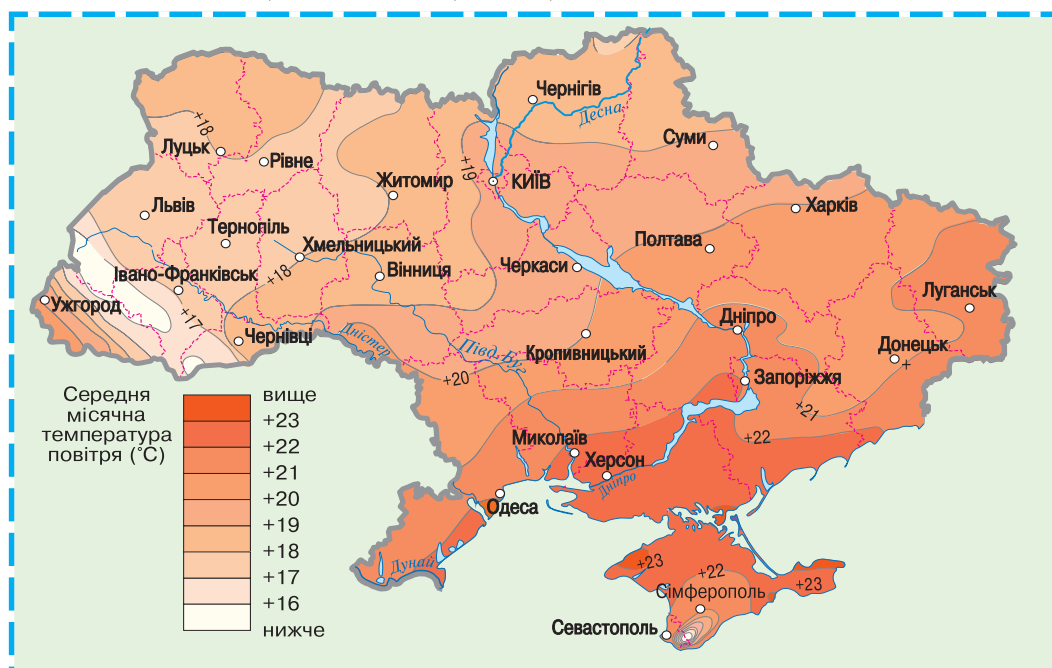 Чернігів
Десна
+18
Луцьк
Суми
Рівне
+19
Житомир
КИЇВ
Львів
Харків
Тернопіль
Хмельницький
Полтава
Черкаси
Вінниця
Івано-Франківськ
+18
Луганськ
Ужгород
+17
Дніпро
Дністер
Чернівці
Півд. Буг
Кропивницький
Донецьк
+
+20
Запоріжжя
+21
+22
Миколаїв
Херсон
Дніпро
Одеса
Дунай
+23
+22
+23
Сімферополь
Севастополь
Середня
місячна
температура
повітря (°C)
вище
+23
+22
+21
+20
+19
+18
+17
+16
нижче